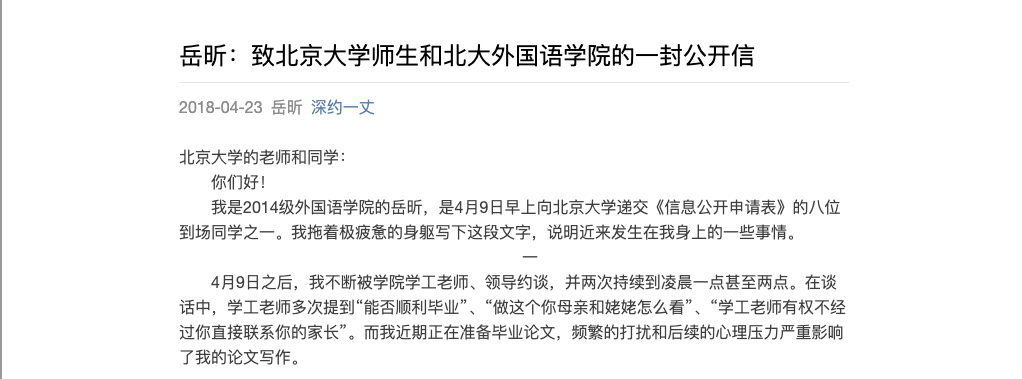 岳昕：致北京大学师生和北大外国语学院的一封公开信
2018-04-23 岳昕 深约一丈
北京大学的老师和同学：
你们好！
我是2014级外国语学院的岳昕，是4月9日早上向北京大学递交《信息公开申请表》的八位
到场同学之一。我拖着极疲惫的身躯写下这段文字，说明近来发生在我身上的一些事情。
一
4月9日之后，我不断被学院学工老师、领导约谈，并两次持续到凌晨一点甚至两点。在谈
话中，学工老师多次提到“能否顺利毕业”、“做这个你母亲和姥姥怎么看”、“学工老师有权不经
过你直接联系你的家长”。而我近期正在准备毕业论文，频繁的打扰和后续的心理压力严重影响
了我的论文写作。